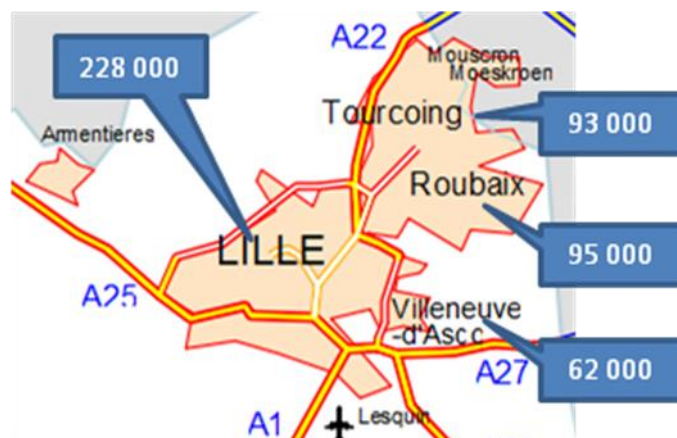 A22
228 000
Mouscron
Moeskroen
Tourcoing
93 000
Armentieres
Roubaix
LILLE
95 000
A25
Villeneuve
-d'Ascc
62 000
A27
A1
Lesquin